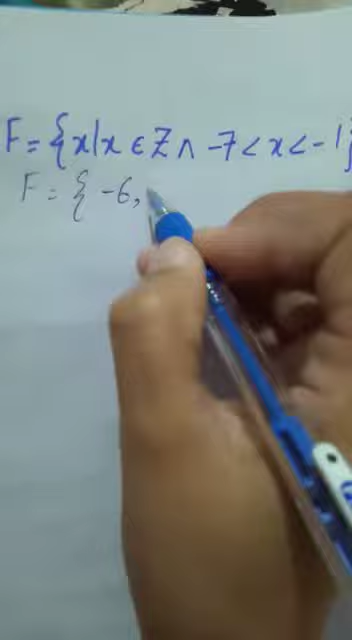 F = {x|x ∈ Z ∧ -7 < x < -1}
F = { -6,